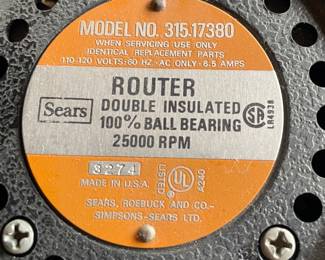 MODEL NO. 315.17380
WHEN SERVICING USE ONLY
IDENTICAL REPLACEMENT PARTS
110-120 VOLTS: 60 HZ.-AC ONLY-8.5 AMPS
ROUTER
Sears
DOUBLE INSULATED
100% BALL BEARING
25000 RPM
SA
LR4938
3274
MADE IN U.S.A.
LISTED
UL
A240
SEARS, ROEBUCK AND CO.-
SIMPSONS-SEARS LTD.